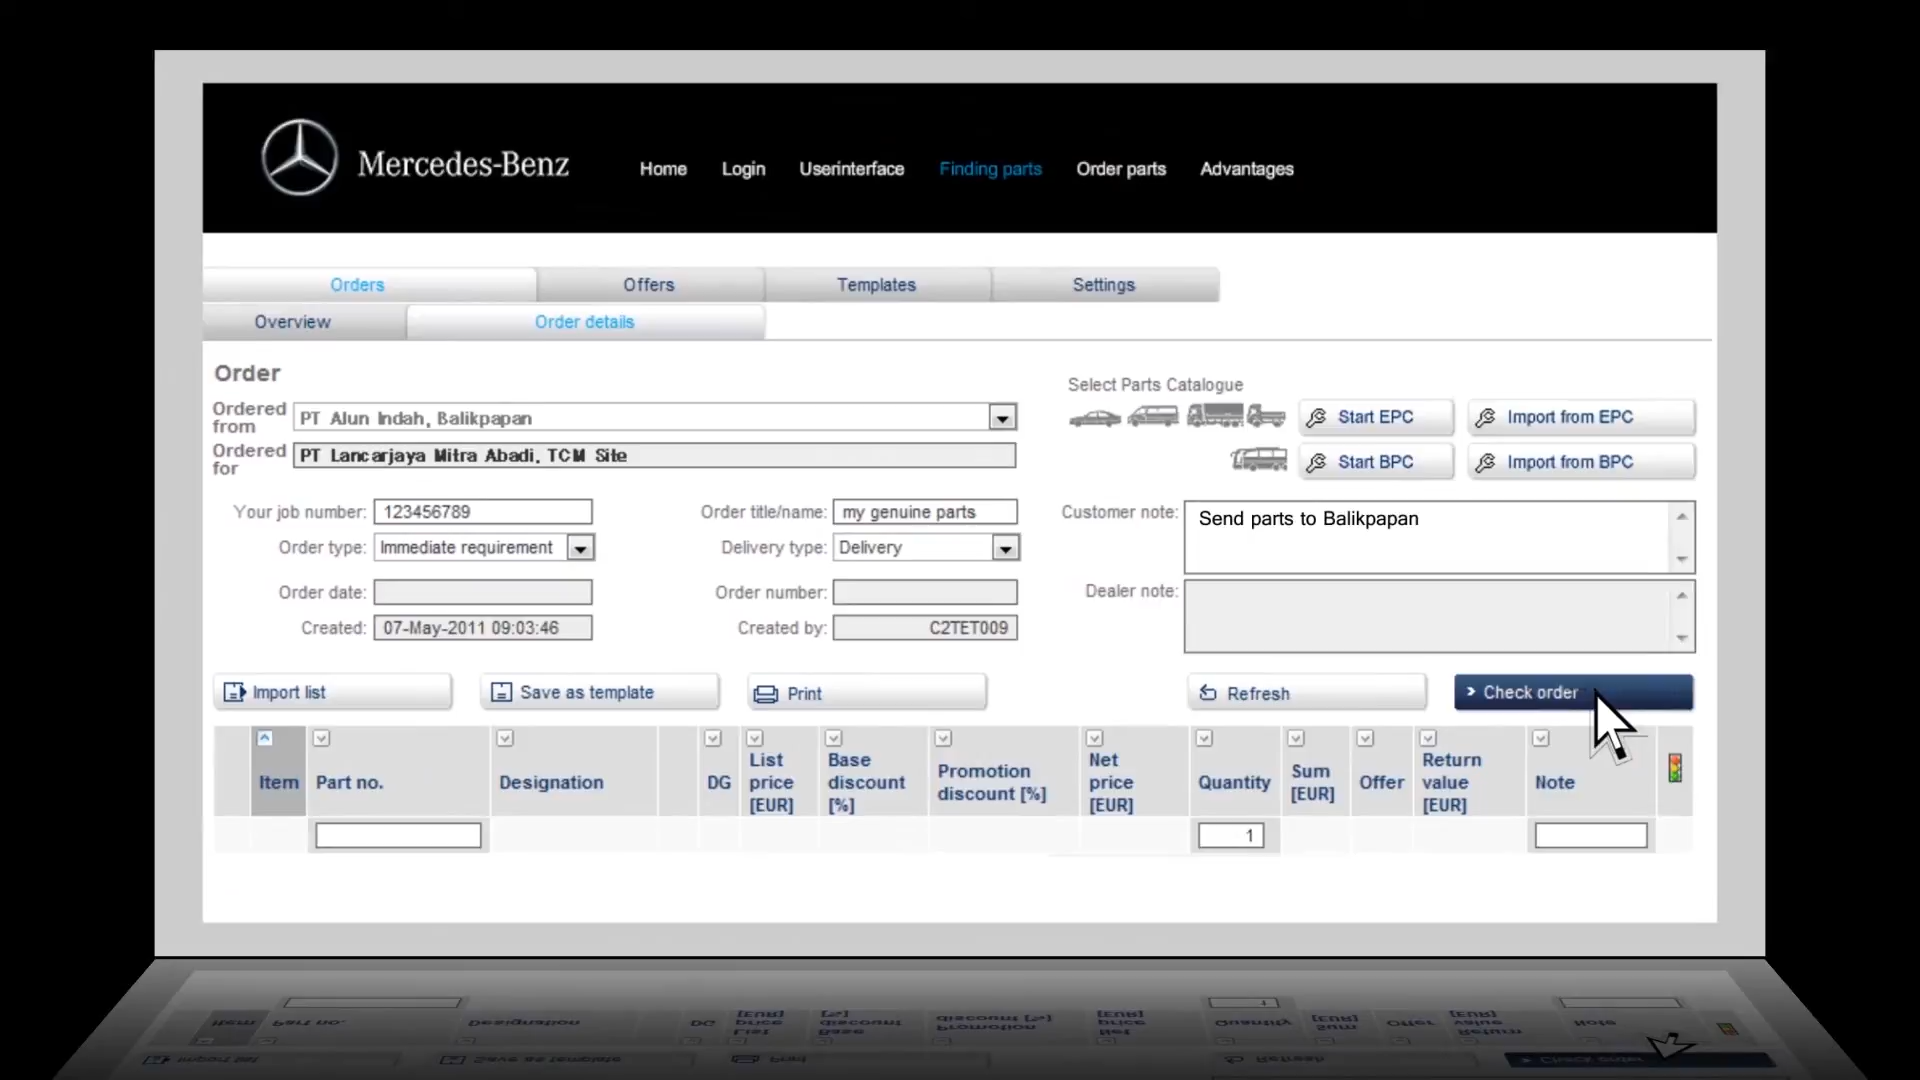 Mercedes-Benz
Home Login Userinterface Finding parts Order parts Advantages
Orders Offers Templates Settings
Overview Order details
Order
Select Parts Catalogue
Ordered from PT Alun Indah, Balikpapan
Start EPC Import from EPC
Ordered for PT Lancarjaya Mitra Abadi, TCM Site
Start BPC Import from BPC
Your job number: 123456789 Order title/name: my genuine parts Customer note: Send parts to Balikpapan
Order type: Immediate requirement Delivery type: Delivery
Order date: Order number: Dealer note:
Created: 07-May-2011 09:03:46 Created by: C2TET009
Import list Save as template Print Refresh Check order
Item Part no. Designation DG List price [EUR] Base discount [%] Promotion discount [%] Net price [EUR] Quantity Sum [EUR] Offer Return value [EUR] Note
1